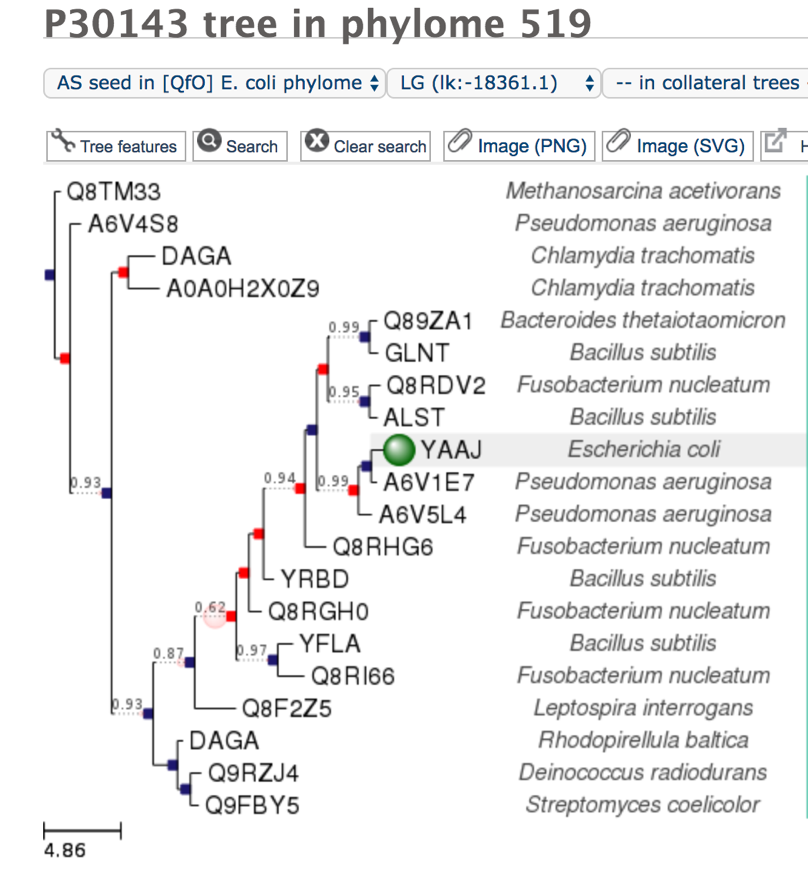 P30143 tree in phylome 519
AS seed in [QfO] E. coli phylome LG (lk:-18361.1) -- in collateral trees
Tree features Search Clear search Image (PNG) Image (SVG) H
Q8TM33 Methanosarcina acetivorans
A6V4S8 Pseudomonas aeruginosa
DAGA Chlamydia trachomatis
A0A0H2X0Z9 Chlamydia trachomatis
0.99 Q89ZA1 Bacteroides thetaiotaomicron
GLNT Bacillus subtilis
0.95 Q8RDV2 Fusobacterium nucleatum
ALST Bacillus subtilis
YAAJ Escherichia coli
0.93 0.94 0.99 A6V1E7 Pseudomonas aeruginosa
A6V5L4 Pseudomonas aeruginosa
Q8RHG6 Fusobacterium nucleatum
YRBD Bacillus subtilis
0.62 Q8RGH0 Fusobacterium nucleatum
0.87 0.97 YFLA Bacillus subtilis
Q8RI66 Fusobacterium nucleatum
0.93 Q8F2Z5 Leptospira interrogans
DAGA Rhodopirellula baltica
Q9RZJ4 Deinococcus radiodurans
Q9FBY5 Streptomyces coelicolor
4.86